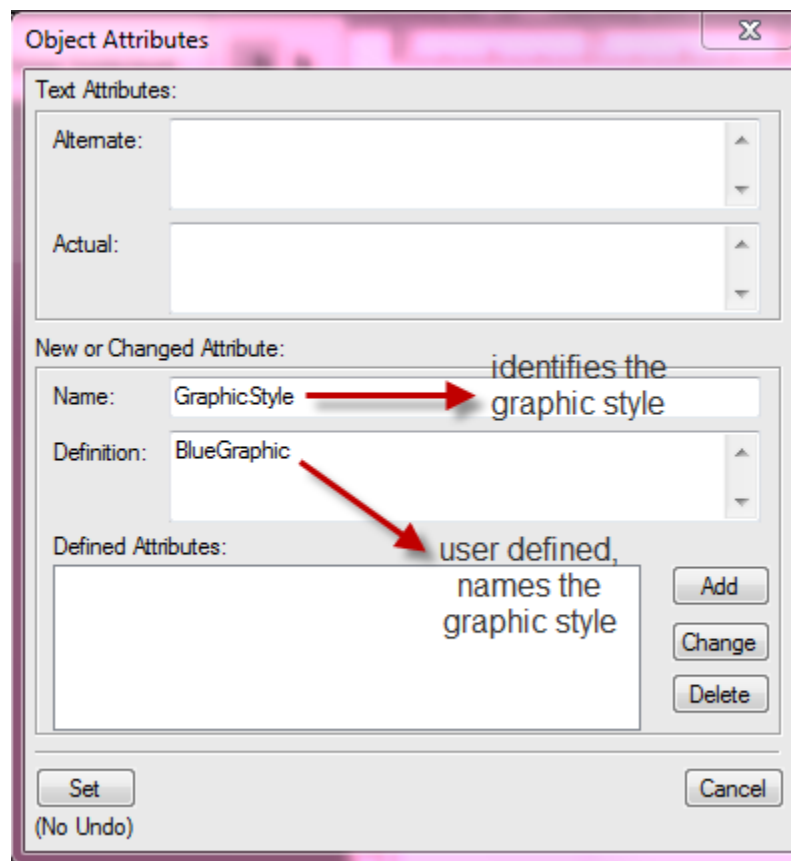 Object Attributes
Text Attributes:
Alternate:
Actual:
New or Changed Attribute:
Name: GraphicStyle
identifies the
graphic style
Definition: BlueGraphic
Defined Attributes:
user defined,
names the
graphic style
Add
Change
Delete
Set
Cancel
(No Undo)